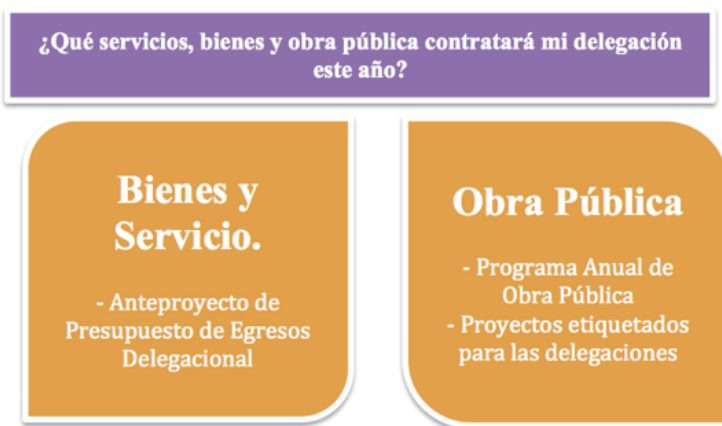 ¿Qué servicios, bienes y obra pública contratará mi delegación
este año?
Bienes y
Servicio.
- Anteproyecto de
Presupuesto de Egresos
Delegacional
Obra Pública
- Programa Anual de
Obra Pública
- Proyectos etiquetados
para las delegaciones